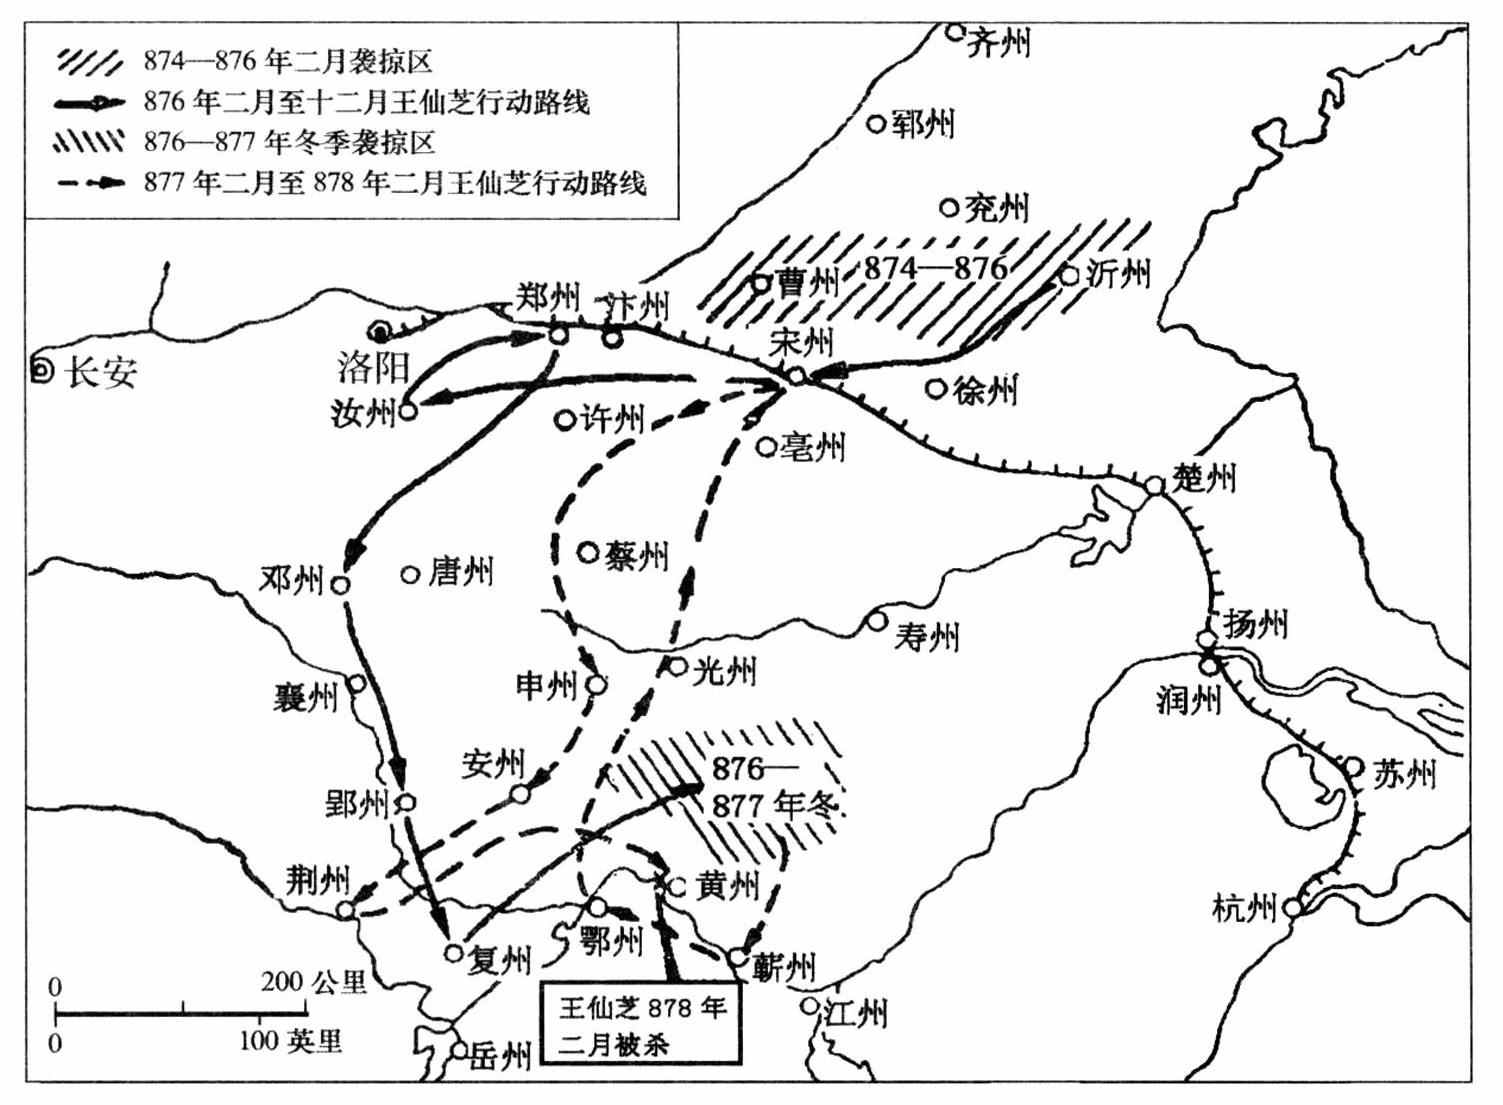 874—876 年二月袭掠区
876 年二月至十二月王仙芝行动路线
876—877 年冬季袭掠区
877 年二月至 878 年二月王仙芝行动路线
齐州
郓州
兖州
曹州
874—876
沂州
郑州
汴州
宋州
长安
洛阳
汝州
许州
徐州
亳州
楚州
邓州
唐州
蔡州
寿州
扬州
申州
光州
襄州
润州
安州
876—
877 年冬
苏州
郢州
荆州
黄州
杭州
复州
鄂州
蕲州
江州
岳州
王仙芝 878 年
二月被杀
0
200 公里
0
100 英里